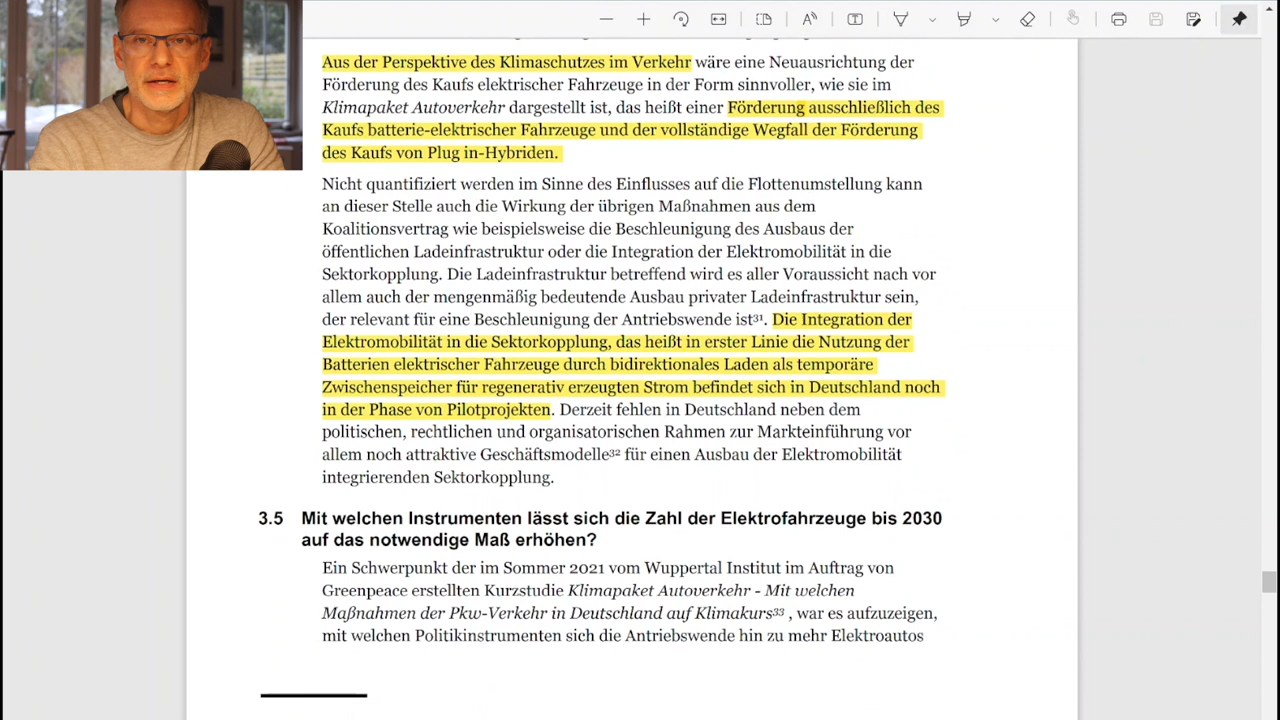 Aus der Perspektive des Klimaschutzes im Verkehr wäre eine Neuausrichtung der
Förderung des Kaufs elektrischer Fahrzeuge in der Form sinnvoller, wie sie im
Klimapaket Autoverkehr dargestellt ist, das heißt einer Förderung ausschließlich des
Kaufs batterie-elektrischer Fahrzeuge und der vollständige Wegfall der Förderung
des Kaufs von Plug in-Hybriden.
Nicht quantifiziert werden im Sinne des Einflusses auf die Flottenumstellung kann
an dieser Stelle auch die Wirkung der übrigen Maßnahmen aus dem
Koalitionsvertrag wie beispielsweise die Beschleunigung des Ausbaus der
öffentlichen Ladeinfrastruktur oder die Integration der Elektromobilität in die
Sektorkopplung. Die Ladeinfrastruktur betreffend wird es aller Voraussicht nach vor
allem auch der mengenmäßig bedeutende Ausbau privater Ladeinfrastruktur sein,
der relevant für eine Beschleunigung der Antriebswende ist³¹. Die Integration der
Elektromobilität in die Sektorkopplung, das heißt in erster Linie die Nutzung der
Batterien elektrischer Fahrzeuge durch bidirektionales Laden als temporäre
Zwischenspeicher für regenerativ erzeugten Strom befindet sich in Deutschland noch
in der Phase von Pilotprojekten. Derzeit fehlen in Deutschland neben dem
politischen, rechtlichen und organisatorischen Rahmen zur Markteinführung vor
allem noch attraktive Geschäftsmodelle³² für einen Ausbau der Elektromobilität
integrierenden Sektorkopplung.
3.5 Mit welchen Instrumenten lässt sich die Zahl der Elektrofahrzeuge bis 2030
auf das notwendige Maß erhöhen?
Ein Schwerpunkt der im Sommer 2021 vom Wuppertal Institut im Auftrag von
Greenpeace erstellten Kurzstudie Klimapaket Autoverkehr - Mit welchen
Maßnahmen der Pkw-Verkehr in Deutschland auf Klimakurs³³ , war es aufzuzeigen,
mit welchen Politikinstrumenten sich die Antriebswende hin zu mehr Elektroautos